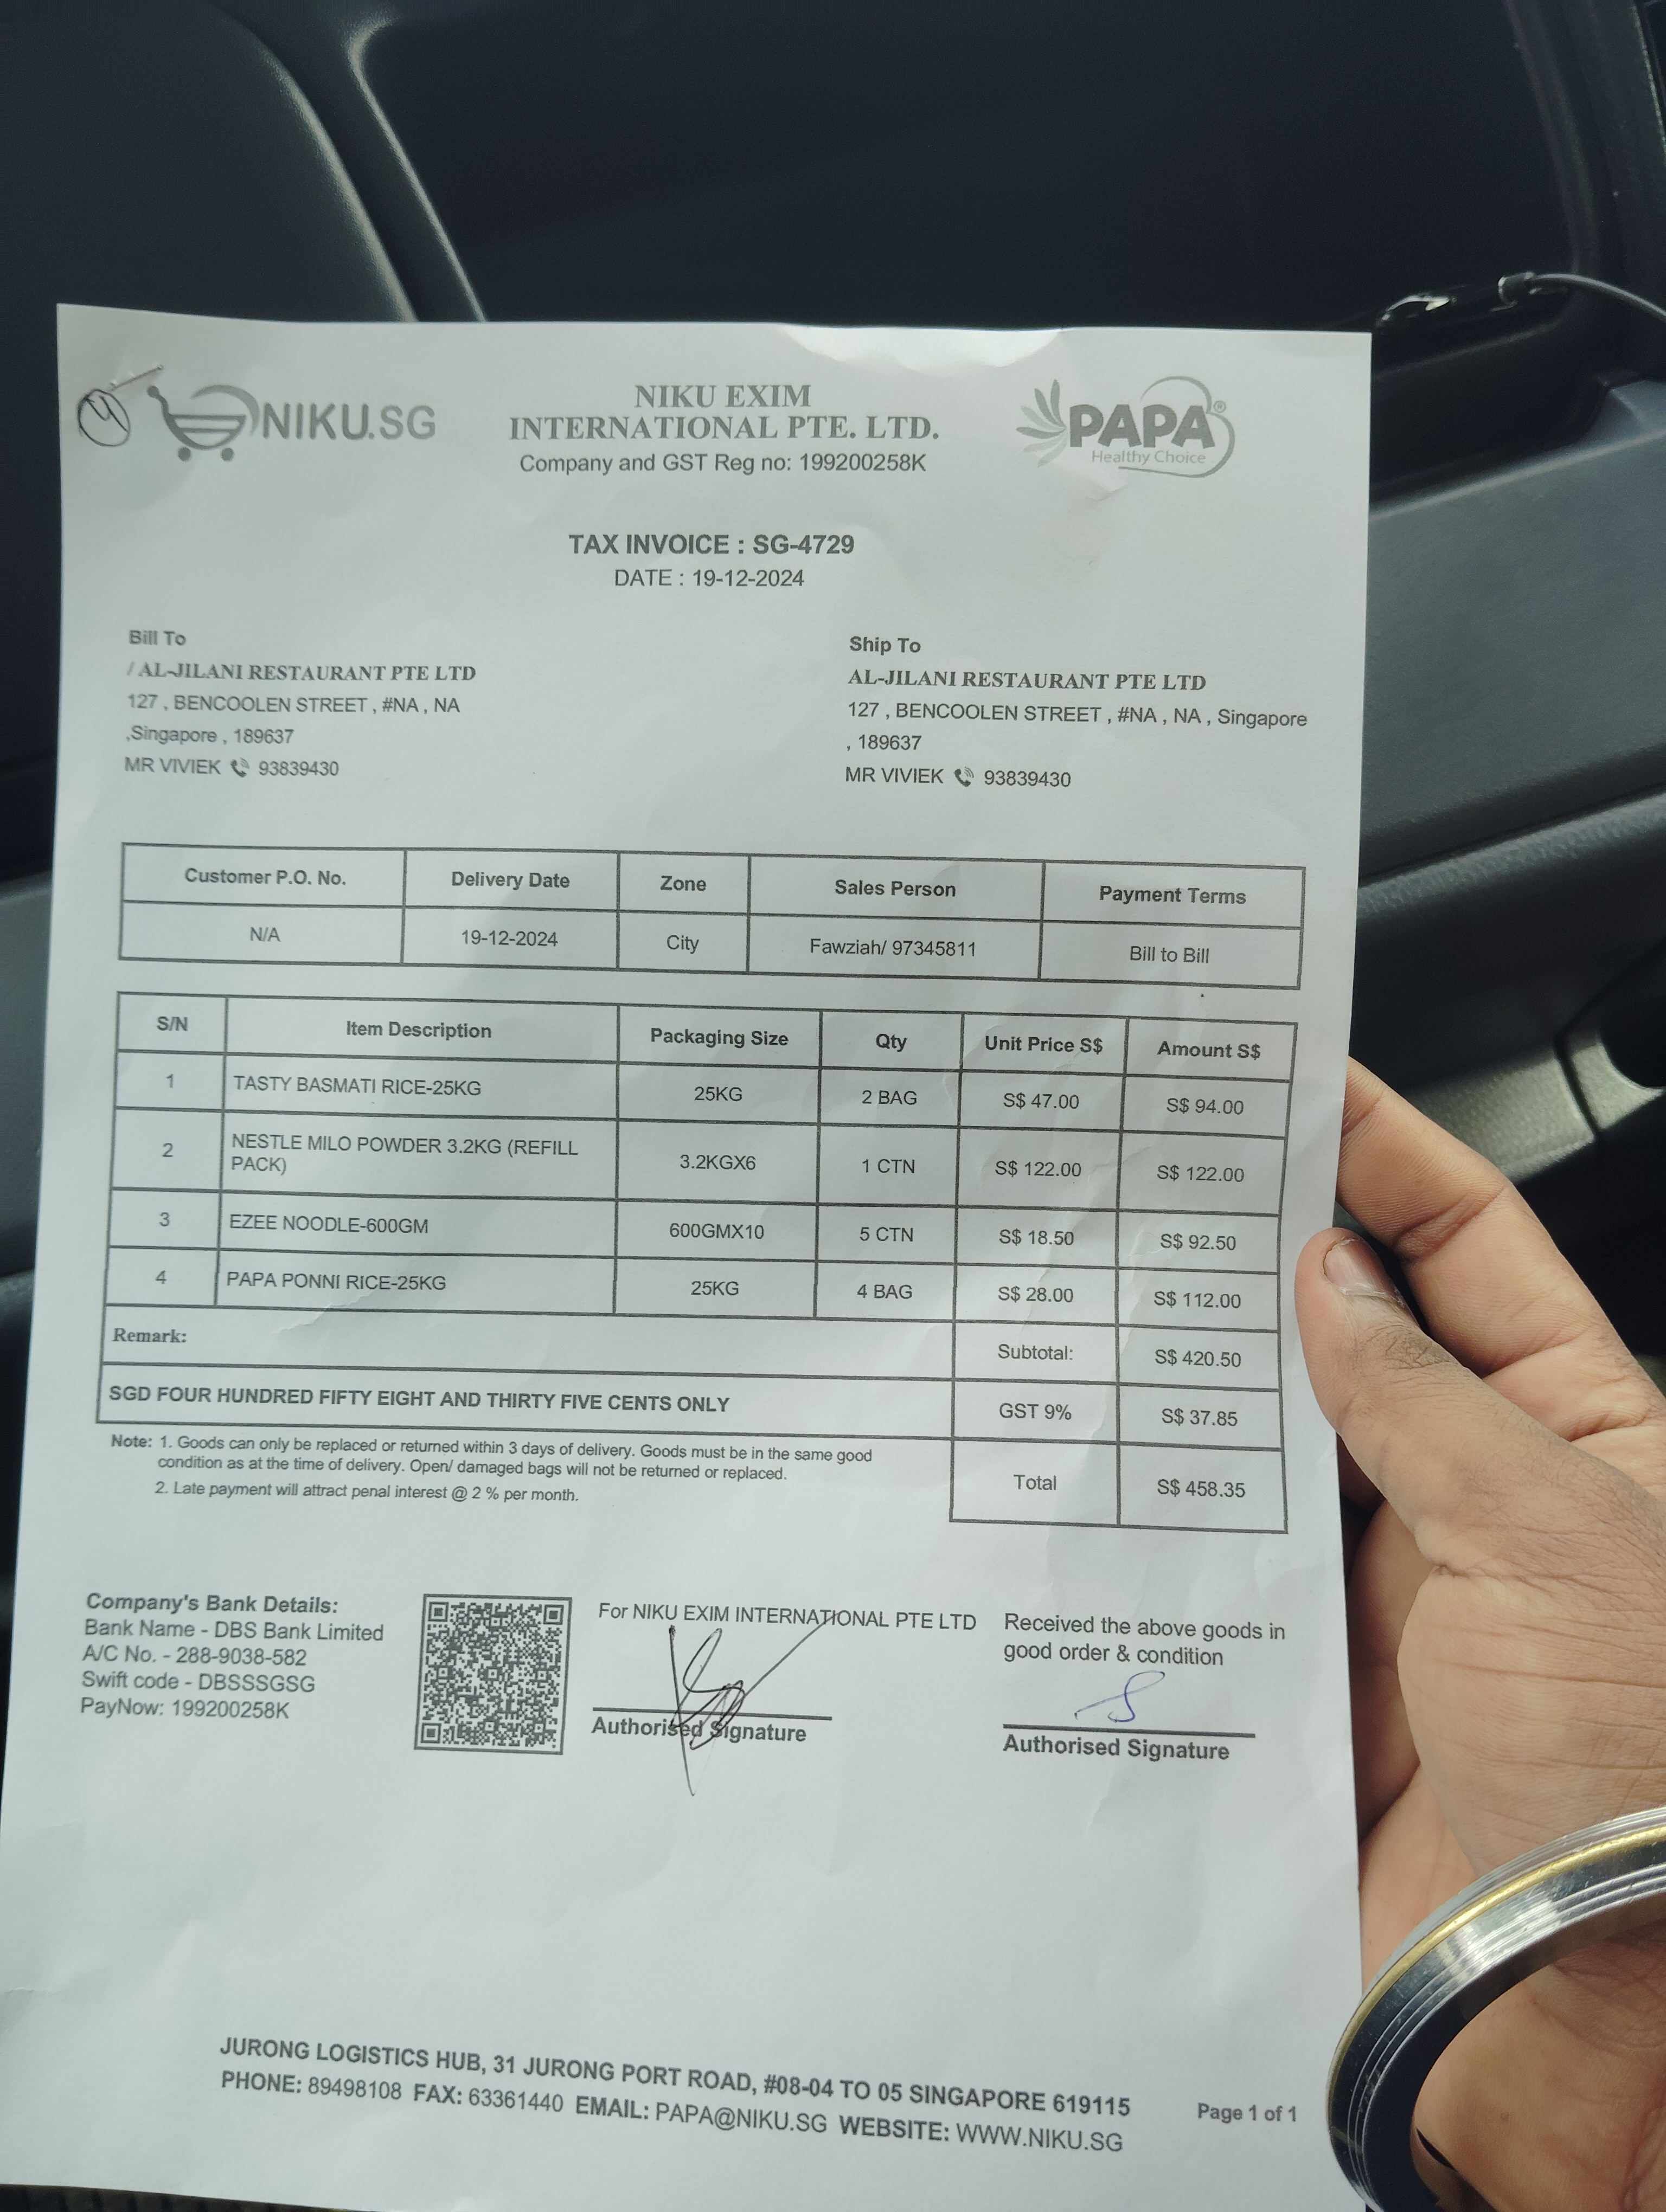 4
NIKU.SG
NIKU EXIM
INTERNATIONAL PTE. LTD.
Company and GST Reg no: 199200258K
PAPA®
Healthy Choice
TAX INVOICE : SG-4729
DATE : 19-12-2024
Bill To
/ AL-JILANI RESTAURANT PTE LTD
127 , BENCOOLEN STREET , #NA , NA
,Singapore , 189637
MR VIVIEK 93839430
Ship To
AL-JILANI RESTAURANT PTE LTD
127 , BENCOOLEN STREET , #NA , NA , Singapore
, 189637
MR VIVIEK 93839430
Customer P.O. No. Delivery Date Zone Sales Person Payment Terms
N/A 19-12-2024 City Fawziah/ 97345811 Bill to Bill
S/N Item Description Packaging Size Qty Unit Price S$ Amount S$
1 TASTY BASMATI RICE-25KG 25KG 2 BAG S$ 47.00 S$ 94.00
2 NESTLE MILO POWDER 3.2KG (REFILL
PACK) 3.2KGX6 1 CTN S$ 122.00 S$ 122.00
3 EZEE NOODLE-600GM 600GMX10 5 CTN S$ 18.50 S$ 92.50
4 PAPA PONNI RICE-25KG 25KG 4 BAG S$ 28.00 S$ 112.00
Remark: Subtotal: S$ 420.50
SGD FOUR HUNDRED FIFTY EIGHT AND THIRTY FIVE CENTS ONLY GST 9% S$ 37.85
Total S$ 458.35
Note: 1. Goods can only be replaced or returned within 3 days of delivery. Goods must be in the same good
condition as at the time of delivery. Open/ damaged bags will not be returned or replaced.
2. Late payment will attract penal interest @ 2 % per month.
Company's Bank Details:
Bank Name - DBS Bank Limited
A/C No. - 288-9038-582
Swift code - DBSSSGSG
PayNow: 199200258K
For NIKU EXIM INTERNATIONAL PTE LTD
Authorised Signature
Received the above goods in
good order & condition
Authorised Signature
JURONG LOGISTICS HUB, 31 JURONG PORT ROAD, #08-04 TO 05 SINGAPORE 619115
PHONE: 89498108 FAX: 63361440 EMAIL: PAPA@NIKU.SG WEBSITE: WWW.NIKU.SG
Page 1 of 1